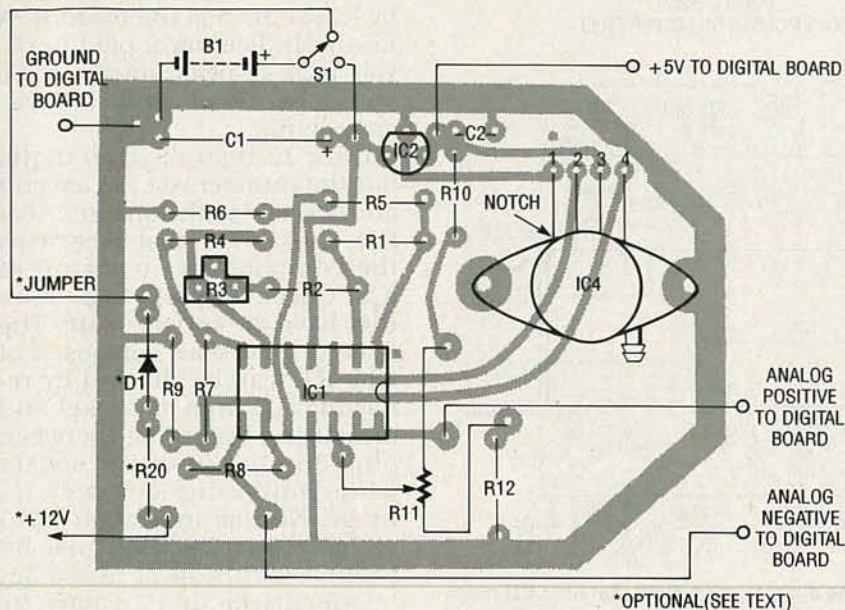 GROUND
TO DIGITAL
BOARD
B1
+
S1
+5V TO DIGITAL BOARD
C1
+
IC2
C2
R10
1 2 3 4
NOTCH
R6
R5
R4
R1
R3
R2
IC4
*JUMPER
*D1
R9
R7
IC1
ANALOG
POSITIVE
TO DIGITAL
BOARD
*R20
R8
R11
R12
*+12V
ANALOG
NEGATIVE
TO DIGITAL
BOARD
*OPTIONAL(SEE TEXT)